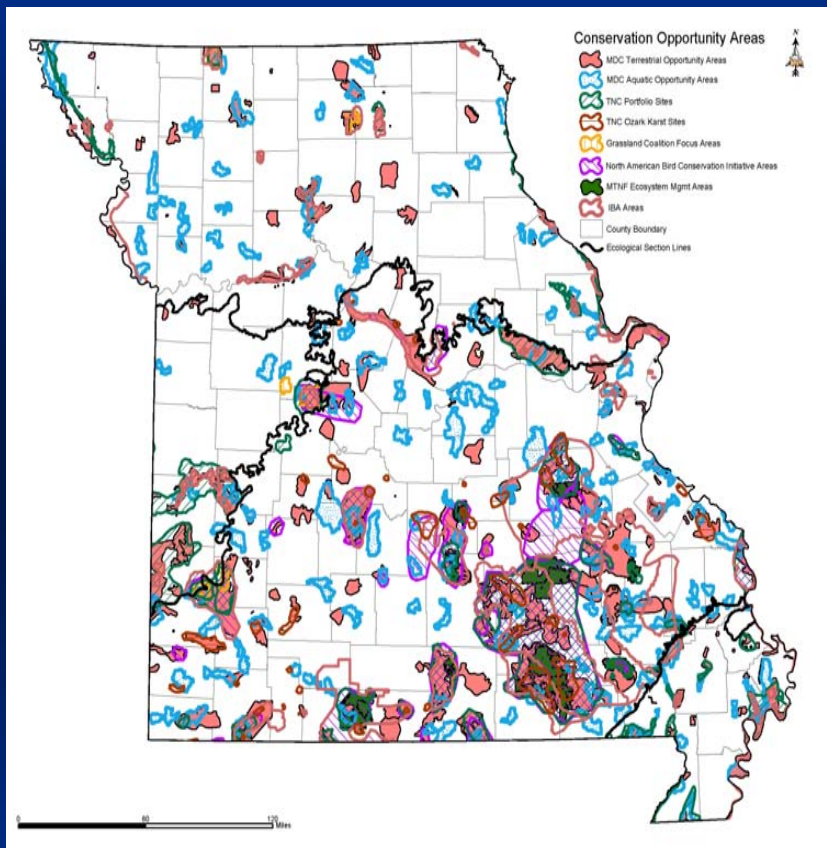 N
Conservation Opportunity Areas
MDC Terrestrial Opportunity Areas
MDC Aquatic Opportunity Areas
TNC Portfolio Sites
TNC Ozark Karst Sites
Grassland Coalition Focus Areas
North American Bird Conservation Initiative Areas
MTNF Ecosystem Mgmt Areas
IBA Areas
County Boundary
Ecological Section Lines
0 60 120
Miles